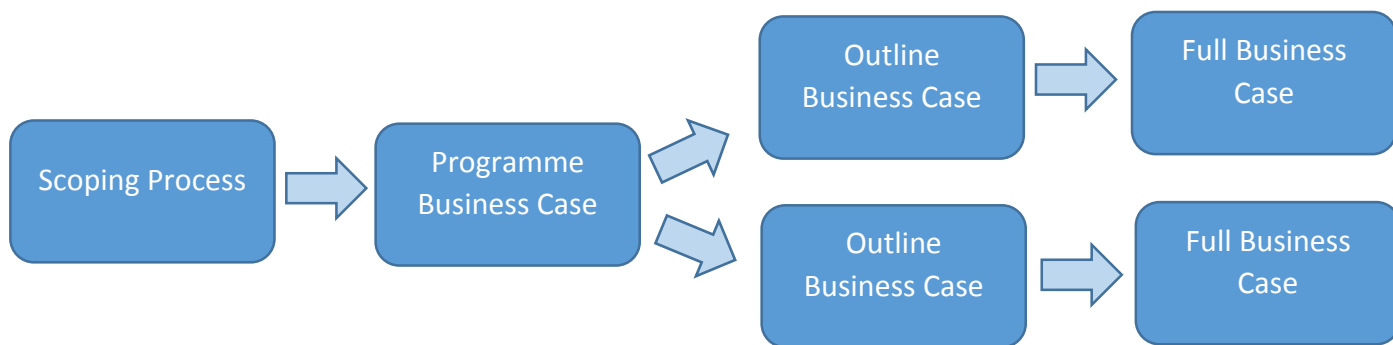 Scoping Process
Programme
Business Case
Outline
Business Case
Full Business
Case
Outline
Business Case
Full Business
Case